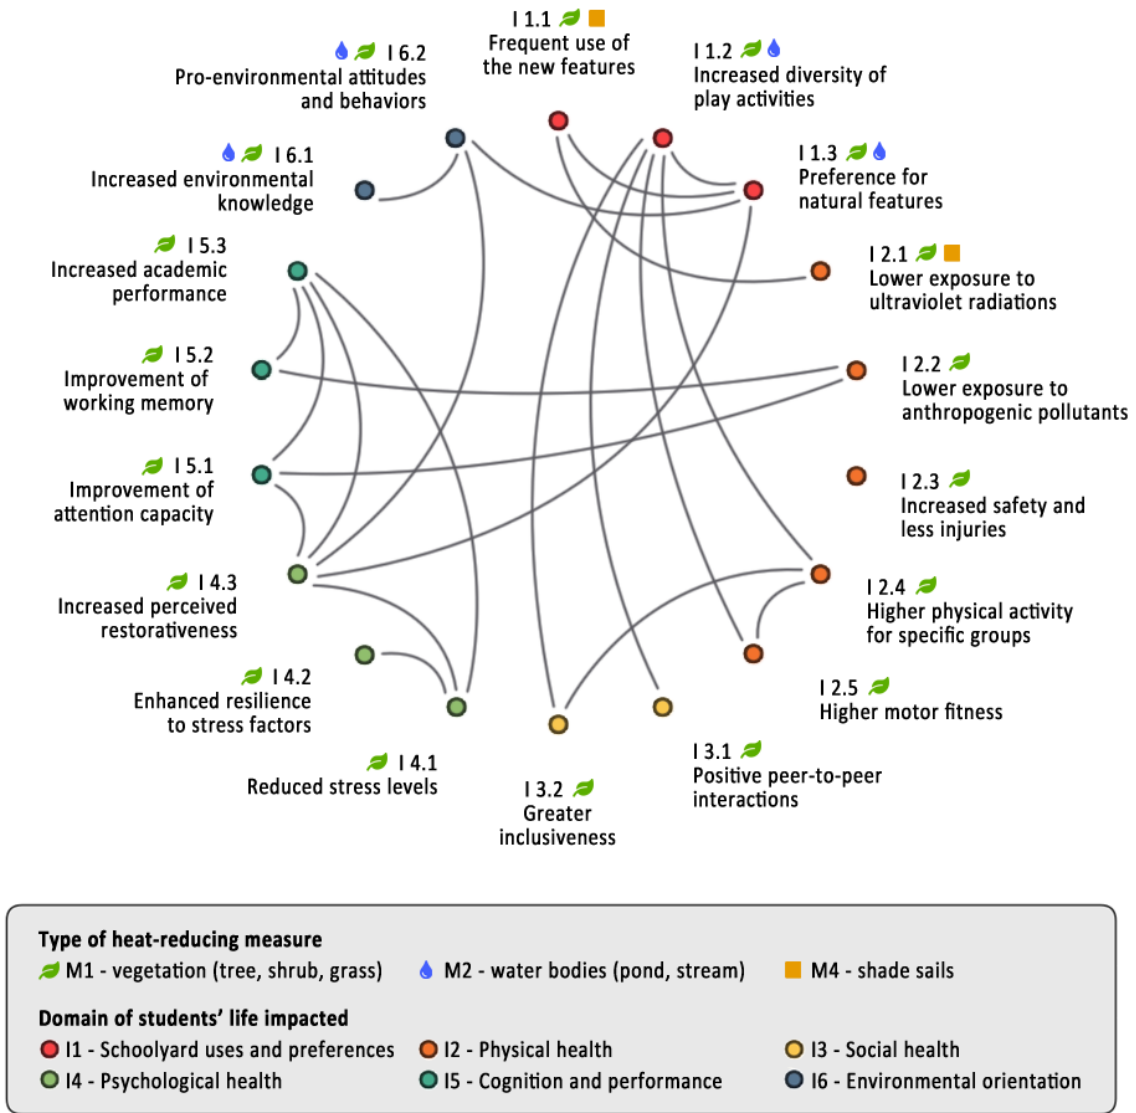 I 1.1
Frequent use of
the new features
I 1.2
Increased diversity of
play activities
I 1.3
Preference for
natural features
I 2.1
Lower exposure to
ultraviolet radiations
I 2.2
Lower exposure to
anthropogenic pollutants
I 2.3
Increased safety and
less injuries
I 2.4
Higher physical activity
for specific groups
I 2.5
Higher motor fitness
I 3.1
Positive peer-to-peer
interactions
I 3.2
Greater
inclusiveness
I 4.1
Reduced stress levels
I 4.2
Enhanced resilience
to stress factors
I 4.3
Increased perceived
restorativeness
I 5.1
Improvement of
attention capacity
I 5.2
Improvement of
working memory
I 5.3
Increased academic
performance
I 6.1
Increased environmental
knowledge
I 6.2
Pro-environmental attitudes
and behaviors
Type of heat-reducing measure
M1 - vegetation (tree, shrub, grass)
M2 - water bodies (pond, stream)
M4 - shade sails
Domain of students' life impacted
I1 - Schoolyard uses and preferences
I2 - Physical health
I3 - Social health
I4 - Psychological health
I5 - Cognition and performance
I6 - Environmental orientation